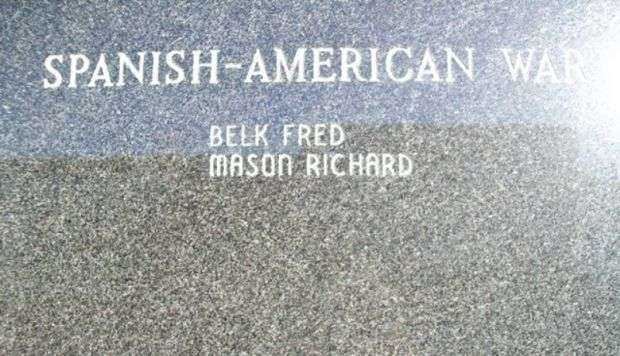 SPANISH-AMERICAN WAR
BELK FRED
MASON RICHARD